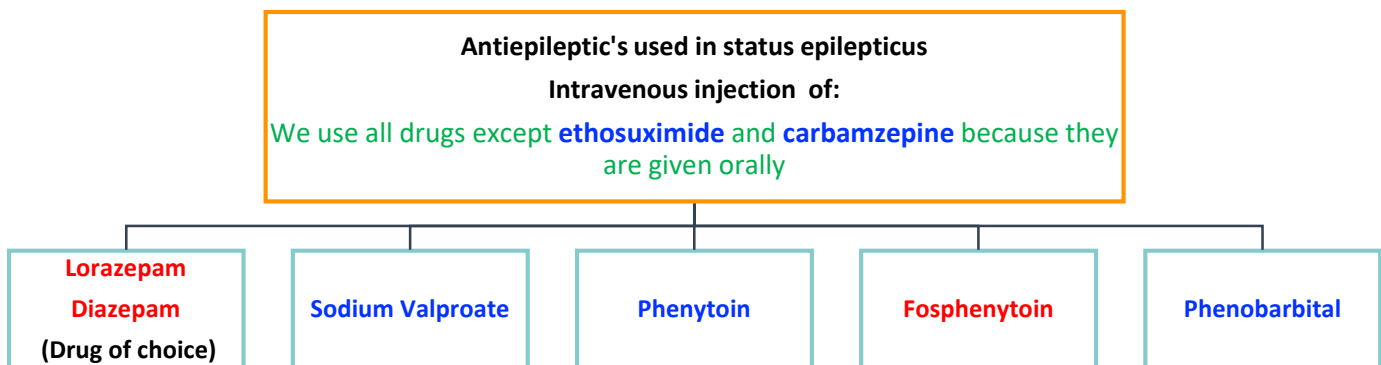 Antiepileptic's used in status epilepticus
Intravenous injection of:
We use all drugs except ethosuximide and carbamzepine because they
are given orally
Lorazepam
Diazepam
(Drug of choice)
Sodium Valproate
Phenytoin
Fosphenytoin
Phenobarbital